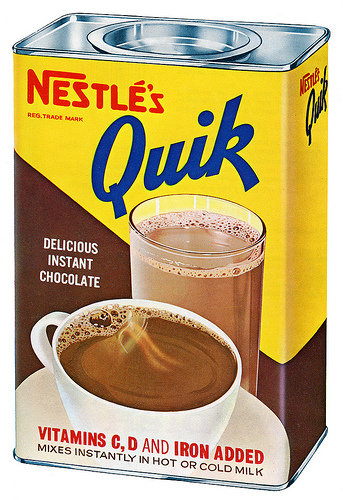 NESTLÉ'S
REG. TRADE MARK
Quik
DELICIOUS
INSTANT
CHOCOLATE
VITAMINS C, D AND IRON ADDED
MIXES INSTANTLY IN HOT OR COLD MILK
NESTLÉ'S
Quik